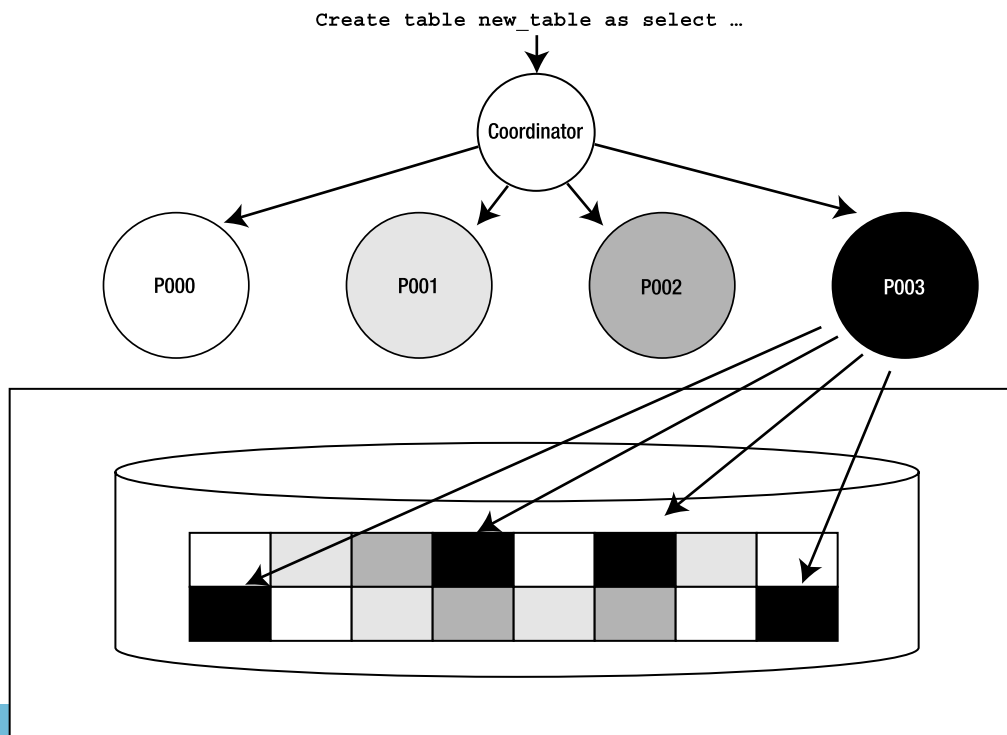 Create table new_table as select …
Coordinator
P000
P001
P002
P003